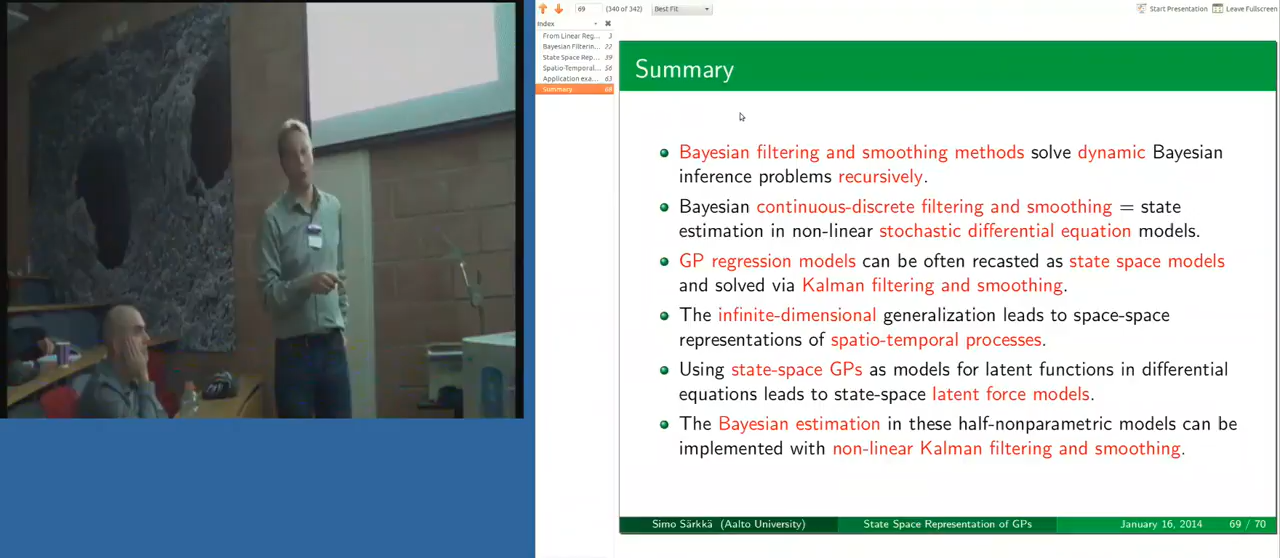 69 (340 of 342) Best Fit Start Presentation Leave Fullscreen
Index
From Linear Reg... 3
Bayesian Filterin... 22
State Space Rep... 39
Spatio-Temporal... 56
Application exa... 63
Summary 68
Summary
Bayesian filtering and smoothing methods solve dynamic Bayesian
inference problems recursively.
Bayesian continuous-discrete filtering and smoothing = state
estimation in non-linear stochastic differential equation models.
GP regression models can be often recasted as state space models
and solved via Kalman filtering and smoothing.
The infinite-dimensional generalization leads to space-space
representations of spatio-temporal processes.
Using state-space GPs as models for latent functions in differential
equations leads to state-space latent force models.
The Bayesian estimation in these half-nonparametric models can be
implemented with non-linear Kalman filtering and smoothing.
Simo Särkkä (Aalto University) State Space Representation of GPs January 16, 2014 69 / 70